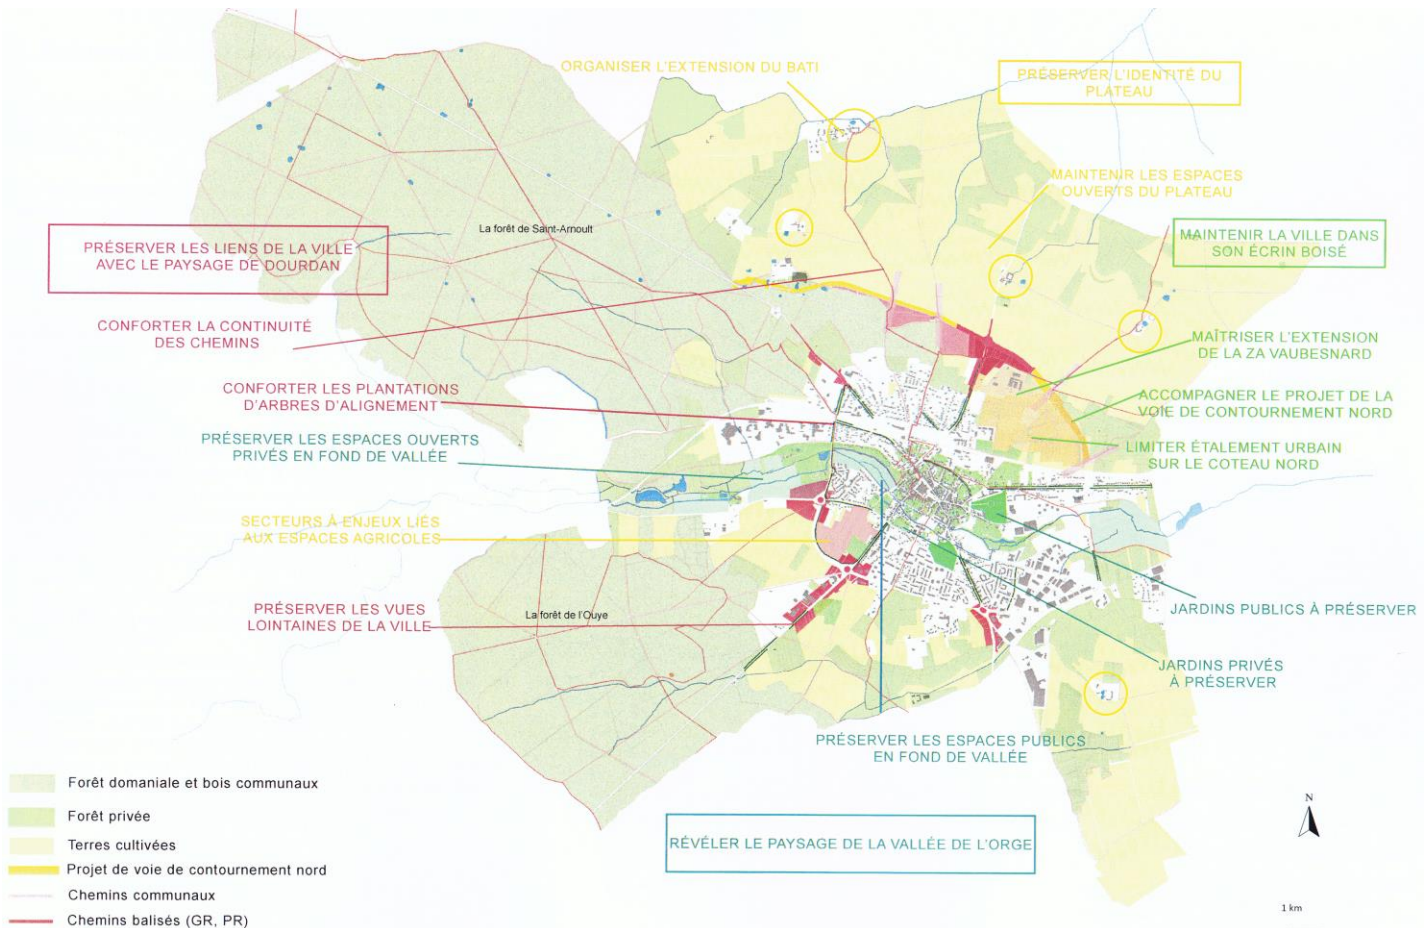 ORGANISER L'EXTENSION DU BATI
PRÉSERVER L'IDENTITÉ DU
PLATEAU
MAINTENIR LES ESPACES
OUVERTS DU PLATEAU
La forêt de Saint-Arnoult
PRÉSERVER LES LIENS DE LA VILLE
AVEC LE PAYSAGE DE DOURDAN
MAINTENIR LA VILLE DANS
SON ÉCRIN BOISÉ
CONFORTER LA CONTINUITÉ
DES CHEMINS
MAÎTRISER L'EXTENSION
DE LA ZA VAUBESNARD
CONFORTER LES PLANTATIONS
D'ARBRES D'ALIGNEMENT
ACCOMPAGNER LE PROJET DE LA
VOIE DE CONTOURNEMENT NORD
PRÉSERVER LES ESPACES OUVERTS
PRIVÉS EN FOND DE VALLÉE
LIMITER ÉTALEMENT URBAIN
SUR LE COTEAU NORD
SECTEURS À ENJEUX LIÉS
AUX ESPACES AGRICOLES
PRÉSERVER LES VUES
LOINTAINES DE LA VILLE
La forêt de l'Ouye
JARDINS PUBLICS À PRÉSERVER
JARDINS PRIVÉS
À PRÉSERVER
PRÉSERVER LES ESPACES PUBLICS
EN FOND DE VALLÉE
RÉVÉLER LE PAYSAGE DE LA VALLÉE DE L'ORGE
Forêt domaniale et bois communaux
Forêt privée
Terres cultivées
Projet de voie de contournement nord
Chemins communaux
Chemins balisés (GR, PR)
N
1 km